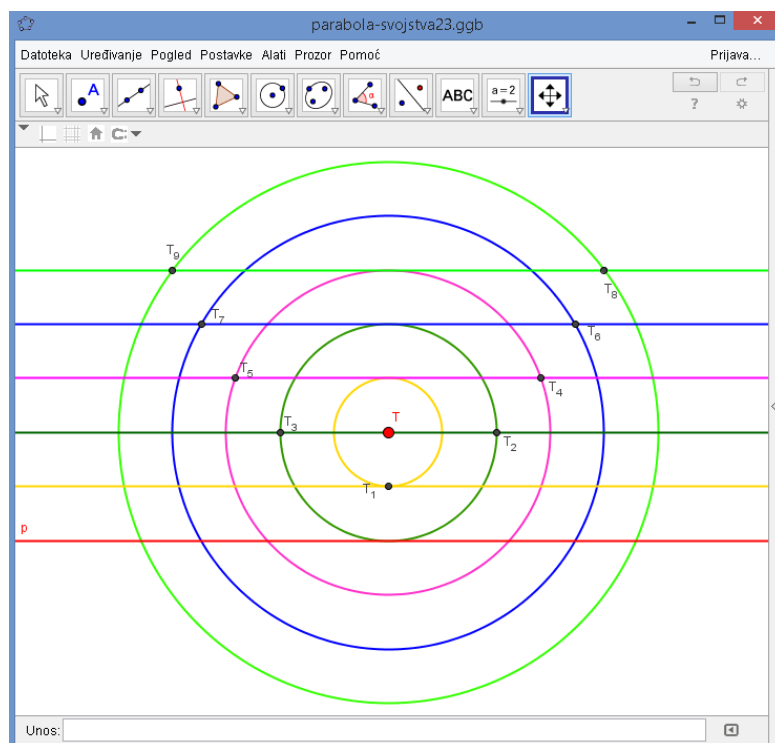 parabola-svojstva23.ggb
Datoteka Uređivanje Pogled Postavke Alati Prozor Pomoć Prijava...
A α ABC a=2
?
T₉
T₈
T₇
T₆
T₅
T₄
T
T₃
T₂
T₁
p
Unos: